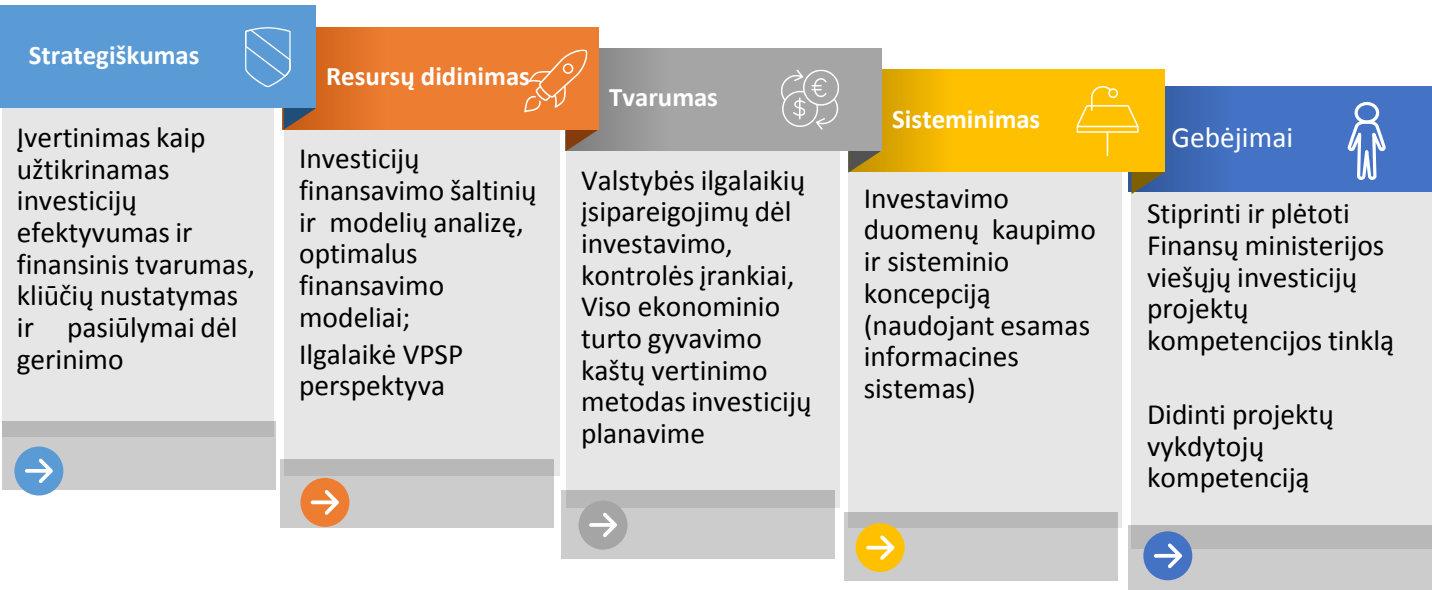 Strategiškumas
Įvertinimas kaip
užtikrinamas
investicijų
efektyvumas ir
finansinis tvarumas,
kliūčių nustatymas
ir pasiūlymai dėl
gerinimo
Resursų didinimas
Investicijų
finansavimo šaltinių
ir modelių analizę,
optimalus
finansavimo
modeliai;
Ilgalaikė VPSP
perspektyva
Tvarumas
Valstybės ilgalaikių
įsipareigojimų dėl
investavimo,
kontrolės įrankiai,
Viso ekonominio
turto gyvavimo
kaštų vertinimo
metodas investicijų
planavime
Sisteminimas
Investavimo
duomenų kaupimo
ir sisteminio
koncepciją
(naudojant esamas
informacines
sistemas)
Gebėjimai
Stiprinti ir plėtoti
Finansų ministerijos
viešųjų investicijų
projektų
kompetencijos tinklą
Didinti projektų
vykdytojų
kompetenciją